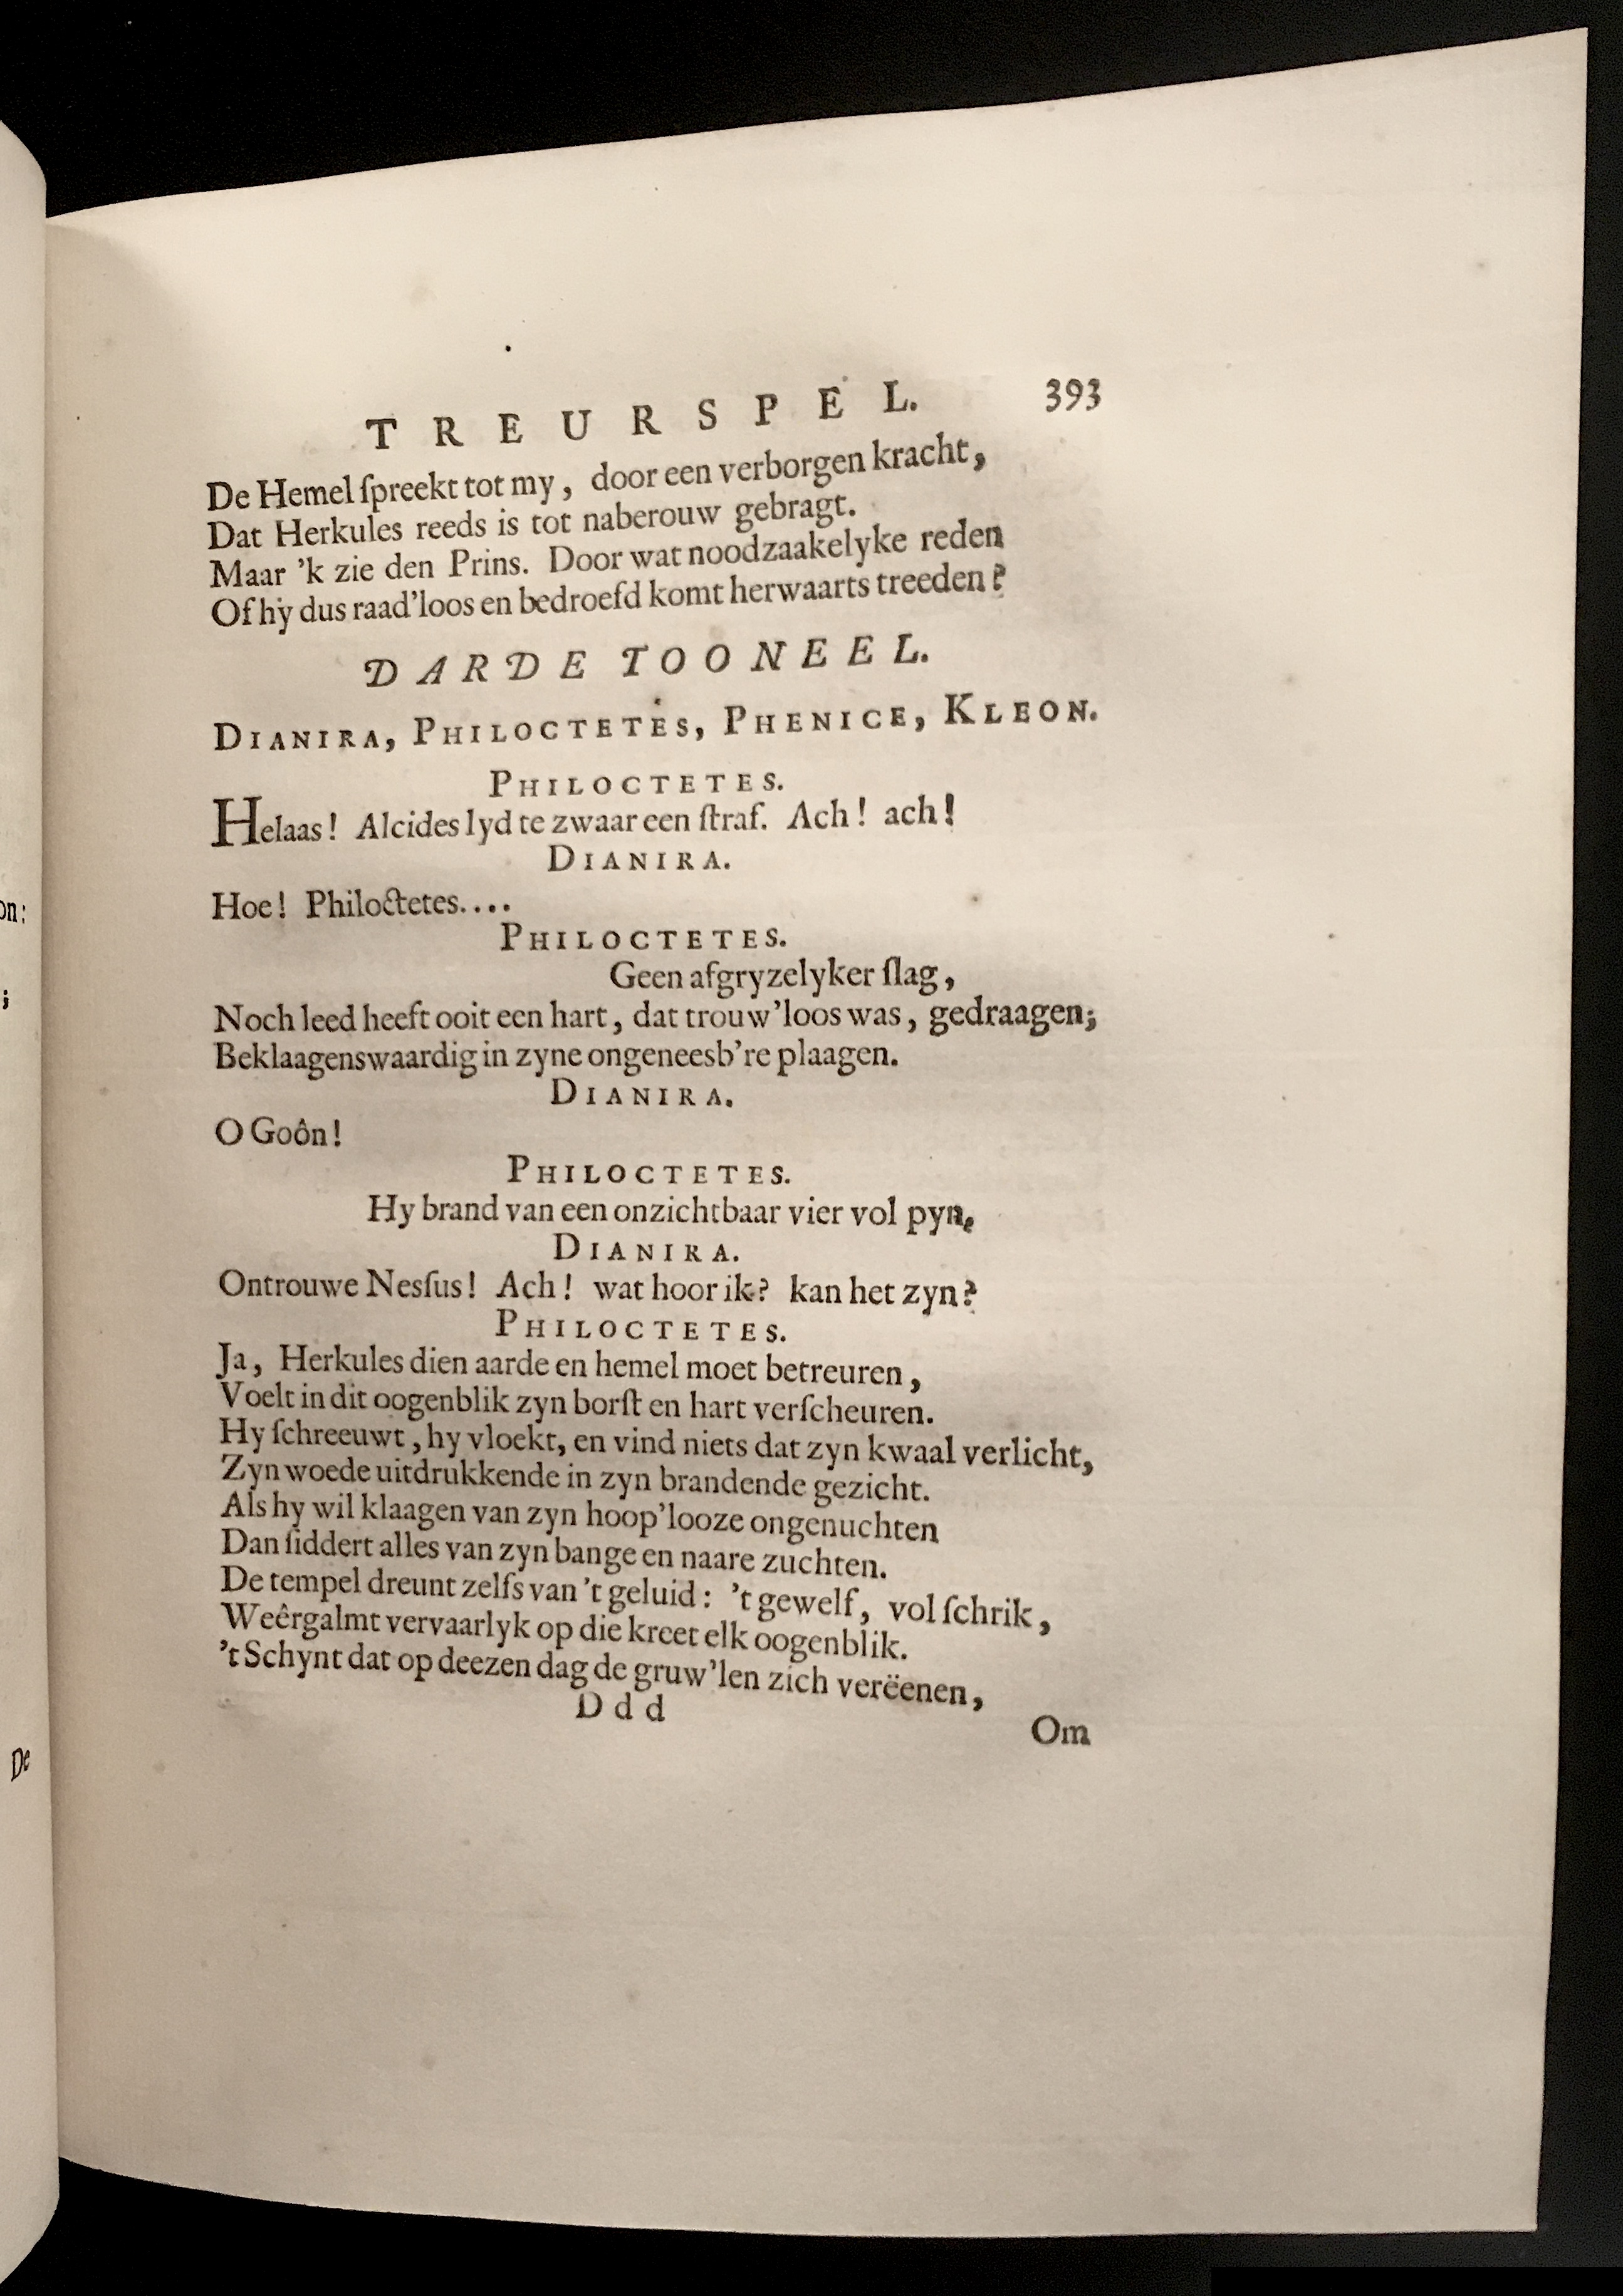 TREURSPEL. 393
De Hemel ſpreekt tot my, door een verborgen kracht,
Dat Herkules reeds is tot naberouw gebragt.
Maar 'k zie den Prins. Door wat noodzaakelyke reden
Of hy dus raad'loos en bedroefd komt herwaarts treeden?
DARDE TOONEEL.
DIANIRA, PHILOCTETES, PHENICE, KLEON.
PHILOCTETES.
Helaas! Alcides lyd te zwaar een ſtraf. Ach! ach!
DIANIRA.
Hoe! Philoctetes....
PHILOCTETES.
Geen afgryzelyker ſlag,
Noch leed heeft ooit een hart, dat trouw'loos was, gedraagen;
Beklaagenswaardig in zyne ongeneesb're plaagen.
DIANIRA.
O Goôn!
PHILOCTETES.
Hy brand van een onzichtbaar vier vol pyn.
DIANIRA.
Ontrouwe Nesſus! Ach! wat hoor ik? kan het zyn?
PHILOCTETES.
Ja, Herkules dien aarde en hemel moet betreuren,
Voelt in dit oogenblik zyn borſt en hart verſcheuren.
Hy ſchreeuwt, hy vloekt, en vind niets dat zyn kwaal verlicht,
Zyn woede uitdrukkende in zyn brandende gezicht.
Als hy wil klaagen van zyn hoop'looze ongenuchten
Dan ſiddert alles van zyn bange en naare zuchten.
De tempel dreunt zelfs van 't geluid: 't gewelf, vol ſchrik,
Weêrgalmt vervaarlyk op die kreet elk oogenblik.
't Schynt dat op deezen dag de gruw'len zich verëenen,
Ddd
Om
on:
;
De